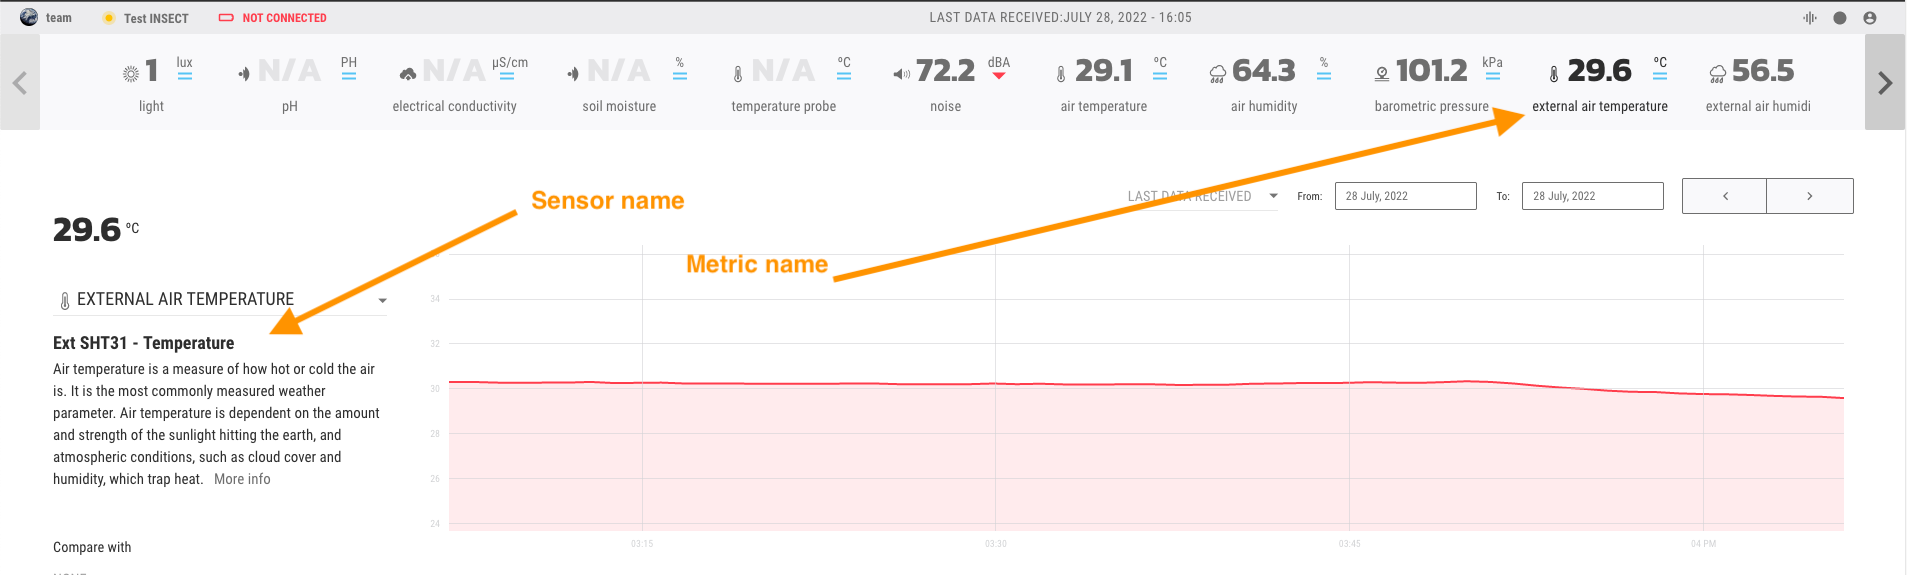 team
Test INSECT
NOT CONNECTED
LAST DATA RECEIVED:JULY 28, 2022 - 16:05
1 lux
light
N/A PH
pH
N/A µS/cm
electrical conductivity
N/A %
soil moisture
N/A ºC
temperature probe
72.2 dBA
noise
29.1 ºC
air temperature
64.3 %
air humidity
101.2 kPa
barometric pressure
29.6 ºC
external air temperature
56.5
external air humidi
Sensor name
Metric name
LAST DATA RECEIVED
From:
28 July, 2022
To:
28 July, 2022
29.6 ºC
EXTERNAL AIR TEMPERATURE
Ext SHT31 - Temperature
Air temperature is a measure of how hot or cold the air
is. It is the most commonly measured weather
parameter. Air temperature is dependent on the amount
and strength of the sunlight hitting the earth, and
atmospheric conditions, such as cloud cover and
humidity, which trap heat. More info
Compare with
34
32
30
28
26
24
03:15
03:30
03:45
04 PM